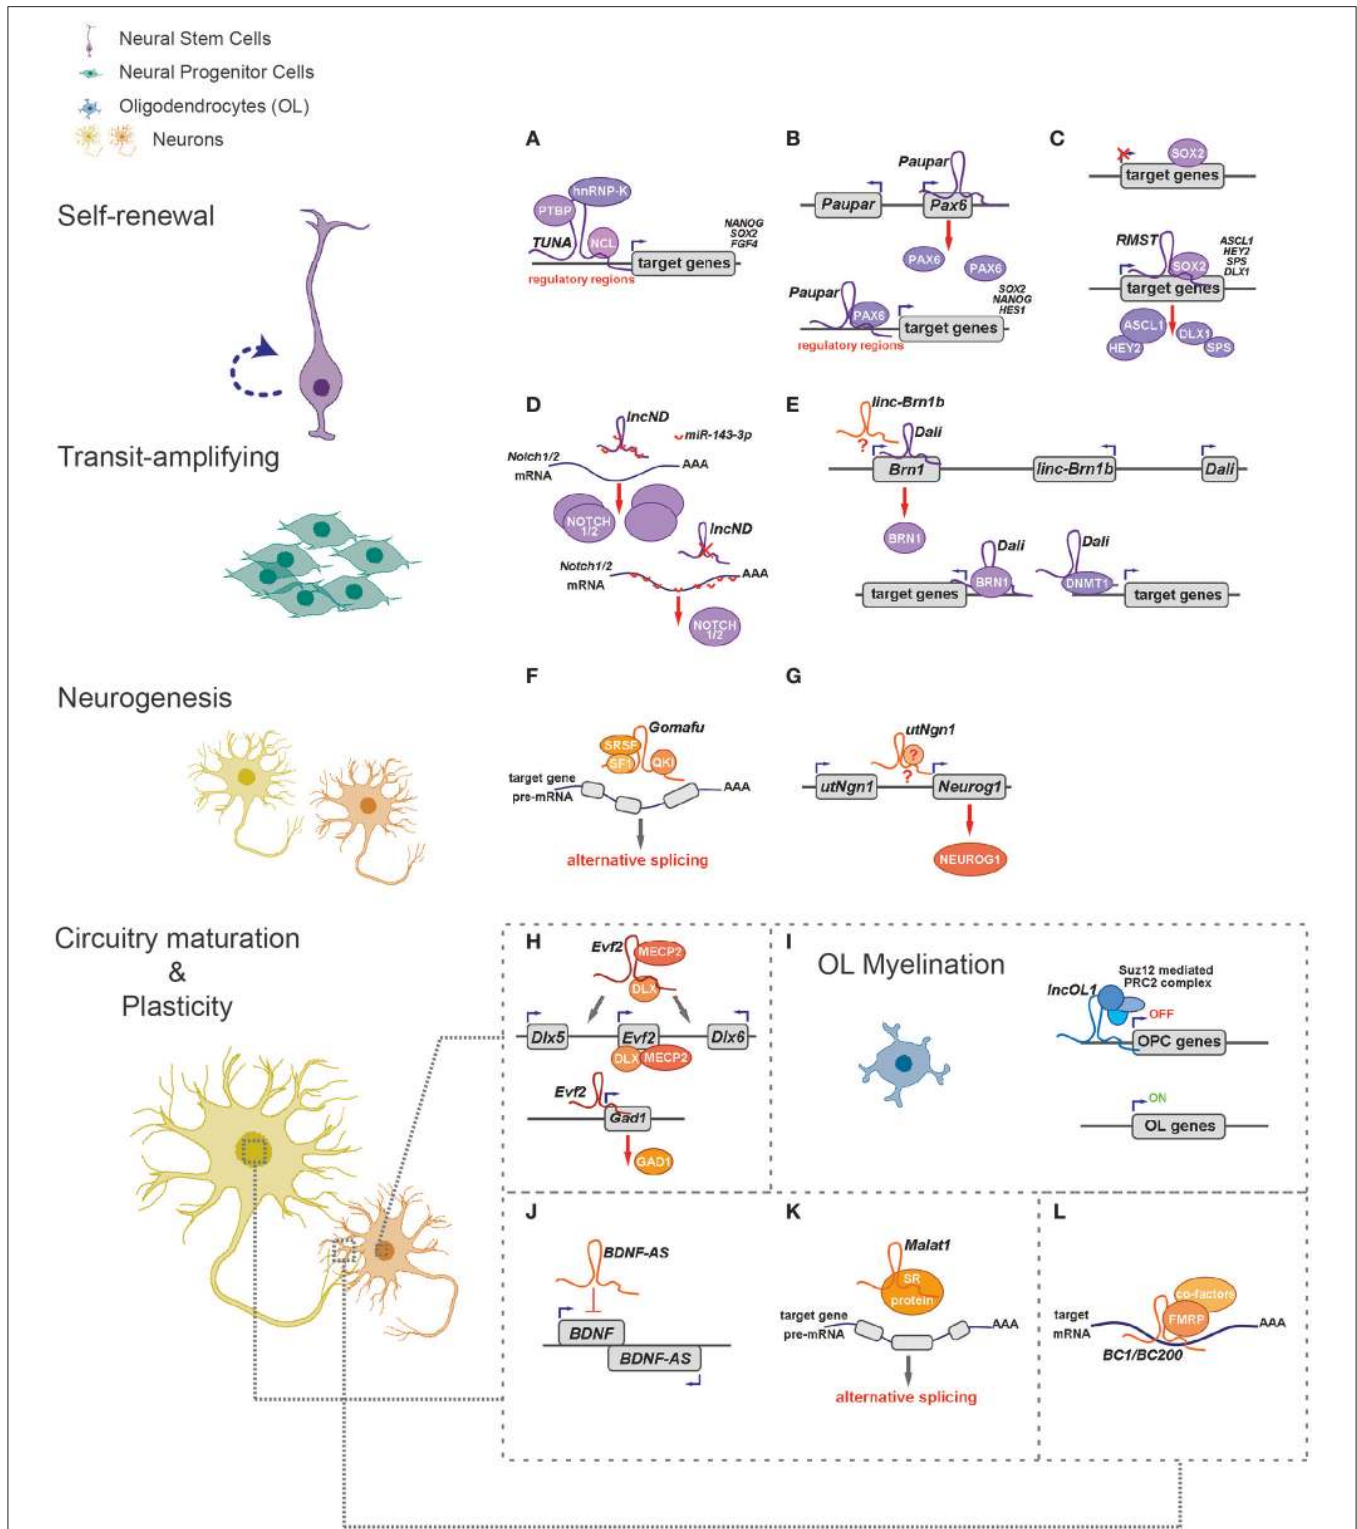 Neural Stem Cells
Neural Progenitor Cells
Oligodendrocytes (OL)
Neurons
Self-renewal
A
hnRNP-K
PTBP
TUNA
NCL
NANOG
SOX2
FGF4
target genes
regulatory regions
B
Paupar
Paupar
Pax6
PAX6
PAX6
Paupar
PAX6
SOX2
NANOG
HES1
target genes
regulatory regions
C
SOX2
target genes
RMST
SOX2
ASCL1
HEY2
SPS
DLX1
target genes
ASCL1
HEY2
DLX1
SPS
Transit-amplifying
D
lncND
miR-143-3p
Notch1/2
mRNA
AAA
NOTCH
1/2
lncND
Notch1/2
mRNA
AAA
NOTCH
1/2
E
linc-Brn1b
?
Dali
Brn1
linc-Brn1b
Dali
BRN1
Dali
BRN1
target genes
Dali
DNMT1
target genes
Neurogenesis
F
Gomafu
SRSF
SF1
QKI
target gene
pre-mRNA
AAA
alternative splicing
G
utNgn1
?
?
utNgn1
Neurog1
NEUROG1
Circuitry maturation
&
Plasticity
H
Evf2
MECP2
DLX
Dlx5
Evf2
Dlx6
DLX
MECP2
Evf2
Gad1
GAD1
I
OL Myelination
Suz12 mediated
PRC2 complex
lncOL1
OFF
OPC genes
ON
OL genes
J
BDNF-AS
BDNF
BDNF-AS
K
Malat1
SR
protein
target gene
pre-mRNA
AAA
alternative splicing
L
co-factors
FMRP
target
mRNA
AAA
BC1/BC200